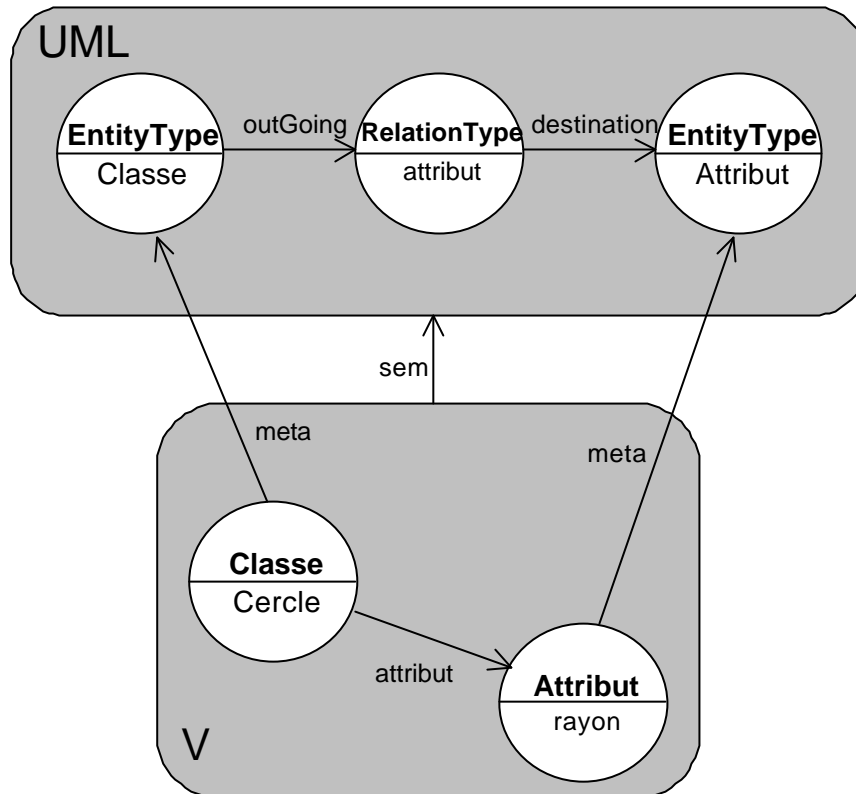 UML
outGoing
destination
EntityType
Classe
RelationType
attribut
EntityType
Attribut
sem
meta
meta
Classe
Cercle
attribut
Attribut
rayon
V